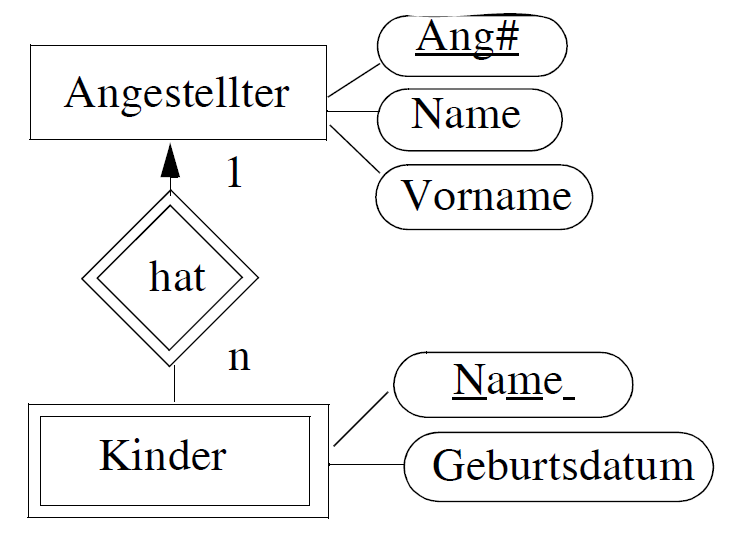 Ang#
Angestellter
Name
1
Vorname
hat
n
Name
Kinder
Geburtsdatum